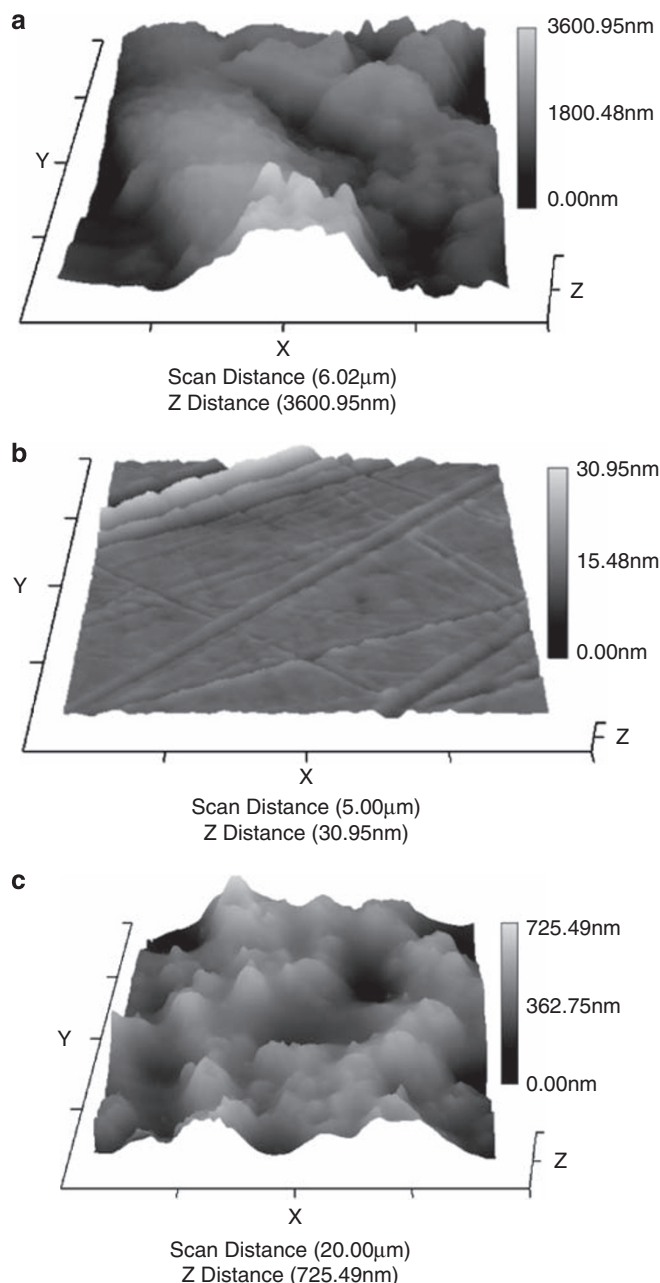 a
3600.95nm
1800.48nm
0.00nm
Y
Z
X
Scan Distance (6.02μm)
Z Distance (3600.95nm)
b
30.95nm
15.48nm
0.00nm
Y
Z
X
Scan Distance (5.00μm)
Z Distance (30.95nm)
c
725.49nm
362.75nm
0.00nm
Y
Z
X
Scan Distance (20.00μm)
Z Distance (725.49nm)